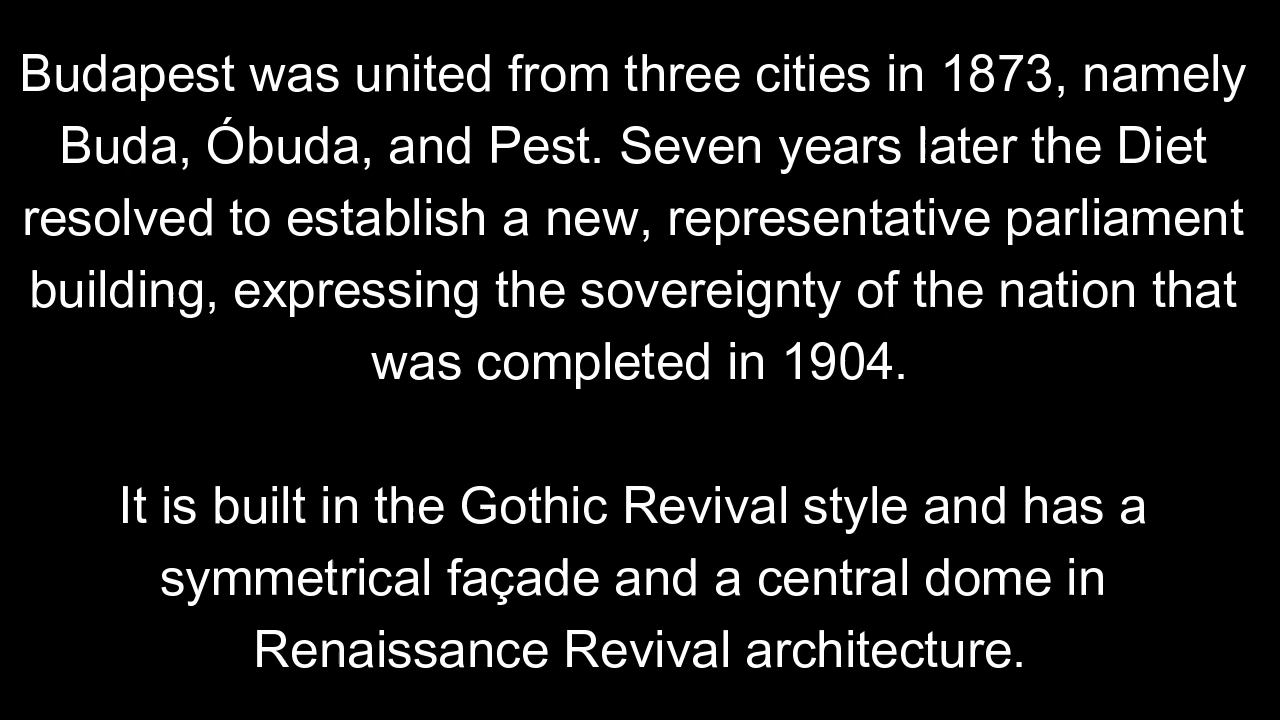 Budapest was united from three cities in 1873, namely
Buda, Óbuda, and Pest. Seven years later the Diet
resolved to establish a new, representative parliament
building, expressing the sovereignty of the nation that
was completed in 1904.
It is built in the Gothic Revival style and has a
symmetrical façade and a central dome in
Renaissance Revival architecture.